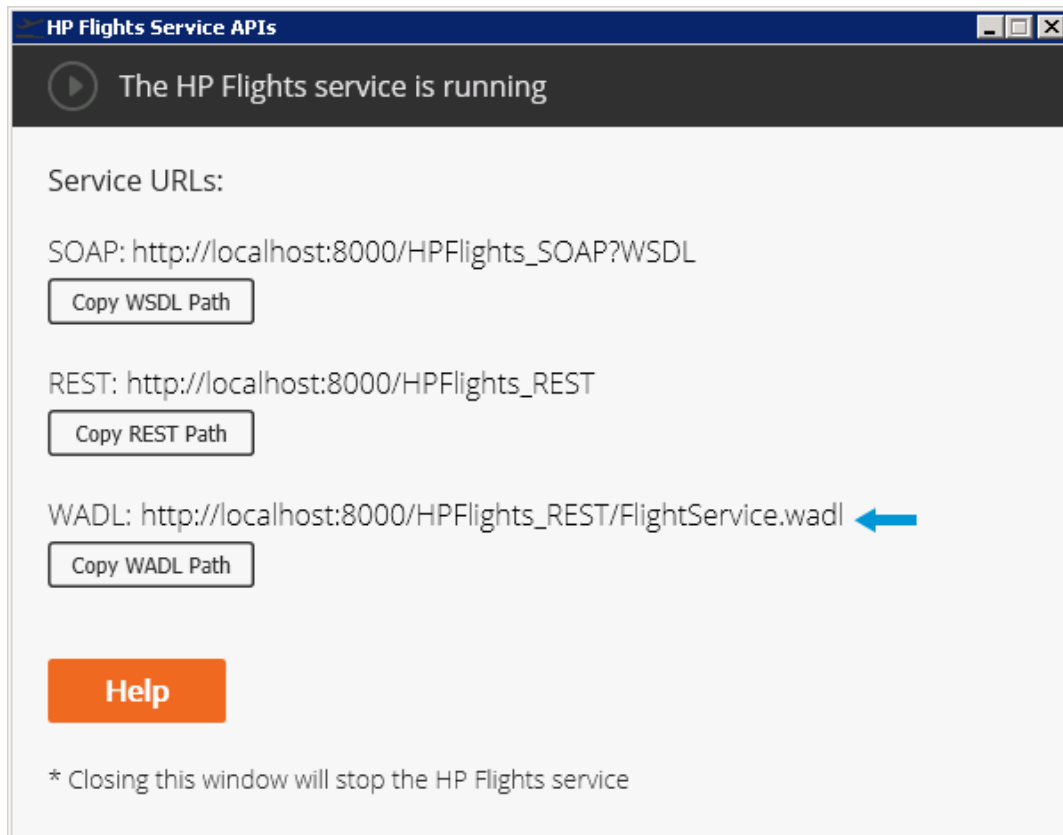 HP Flights Service APIs
The HP Flights service is running
Service URLs:
SOAP: http://localhost:8000/HPFlights_SOAP?WSDL
Copy WSDL Path
REST: http://localhost:8000/HPFlights_REST
Copy REST Path
WADL: http://localhost:8000/HPFlights_REST/FlightService.wadl
Copy WADL Path
Help
* Closing this window will stop the HP Flights service